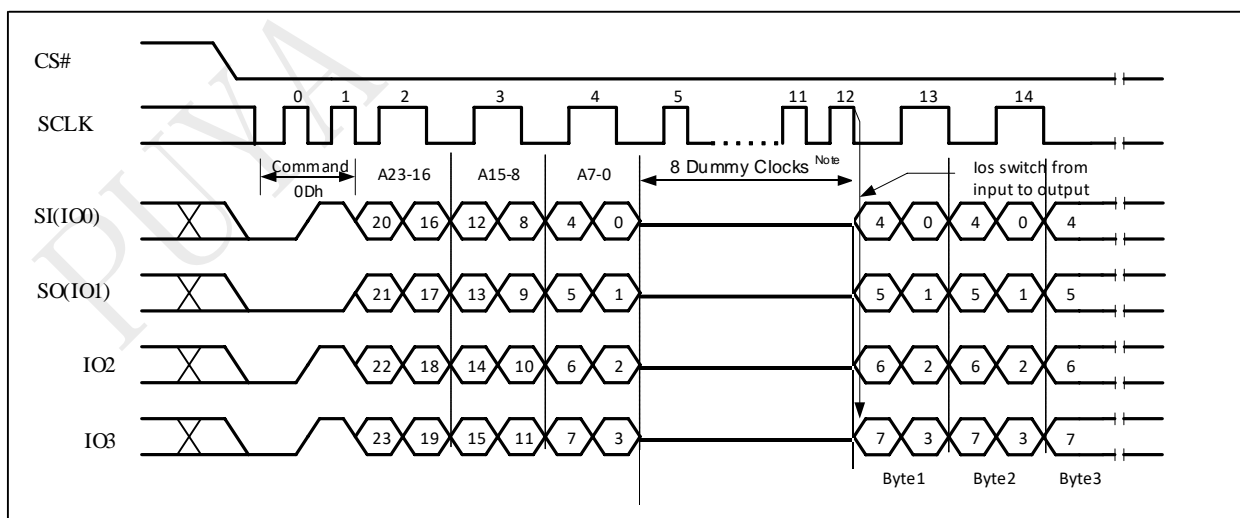 PUYA
CS#
0 1 2 3 4 5 11 12 13 14
SCLK
Command 0Dh
A23-16 A15-8 A7-0
8 Dummy Clocks Note
Ios switch from
input to output
SI(IO0) 20 16 12 8 4 0 4 0 4 0 4
SO(IO1) 21 17 13 9 5 1 5 1 5 1 5
IO2 22 18 14 10 6 2 6 2 6 2 6
IO3 23 19 15 11 7 3 7 3 7 3 7
Byte1 Byte2 Byte3